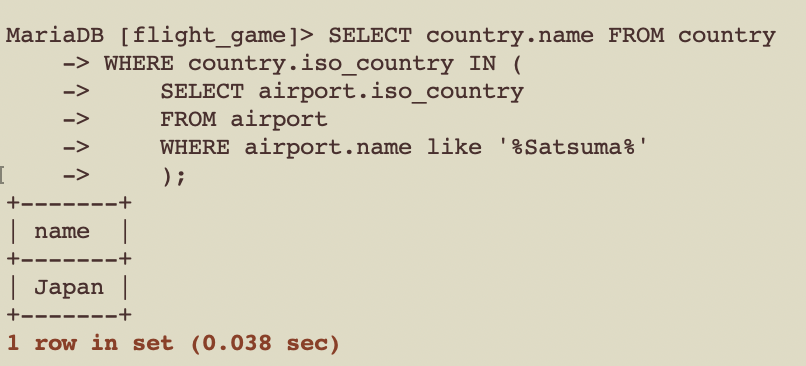 MariaDB [flight_game]> SELECT country.name FROM country
    -> WHERE country.iso_country IN (
    ->     SELECT airport.iso_country
    ->     FROM airport
    ->     WHERE airport.name like '%Satsuma%'
    ->     );
+-------+
| name  |
+-------+
| Japan |
+-------+
1 row in set (0.038 sec)